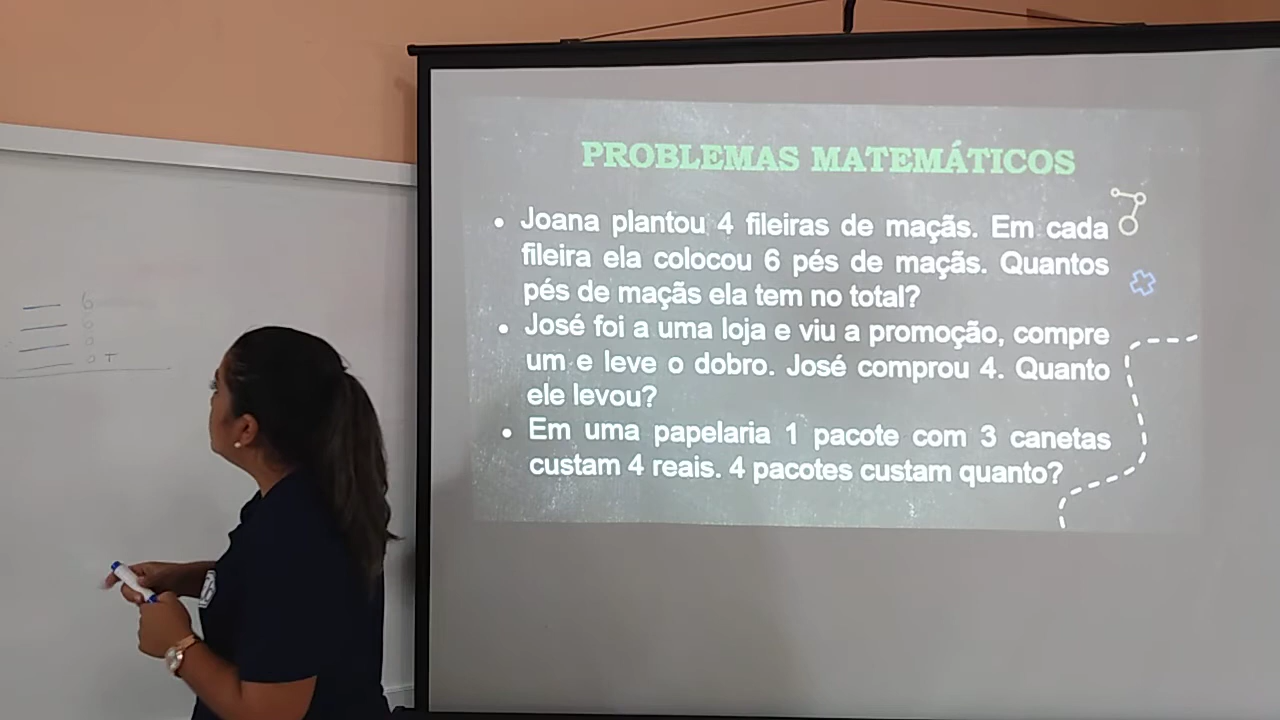 PROBLEMAS MATEMÁTICOS
• Joana plantou 4 fileiras de maçãs. Em cada
fileira ela colocou 6 pés de maçãs. Quantos
pés de maçãs ela tem no total?
• José foi a uma loja e viu a promoção, compre
um e leve o dobro. José comprou 4. Quanto
ele levou?
• Em uma papelaria 1 pacote com 3 canetas
custam 4 reais. 4 pacotes custam quanto?
6